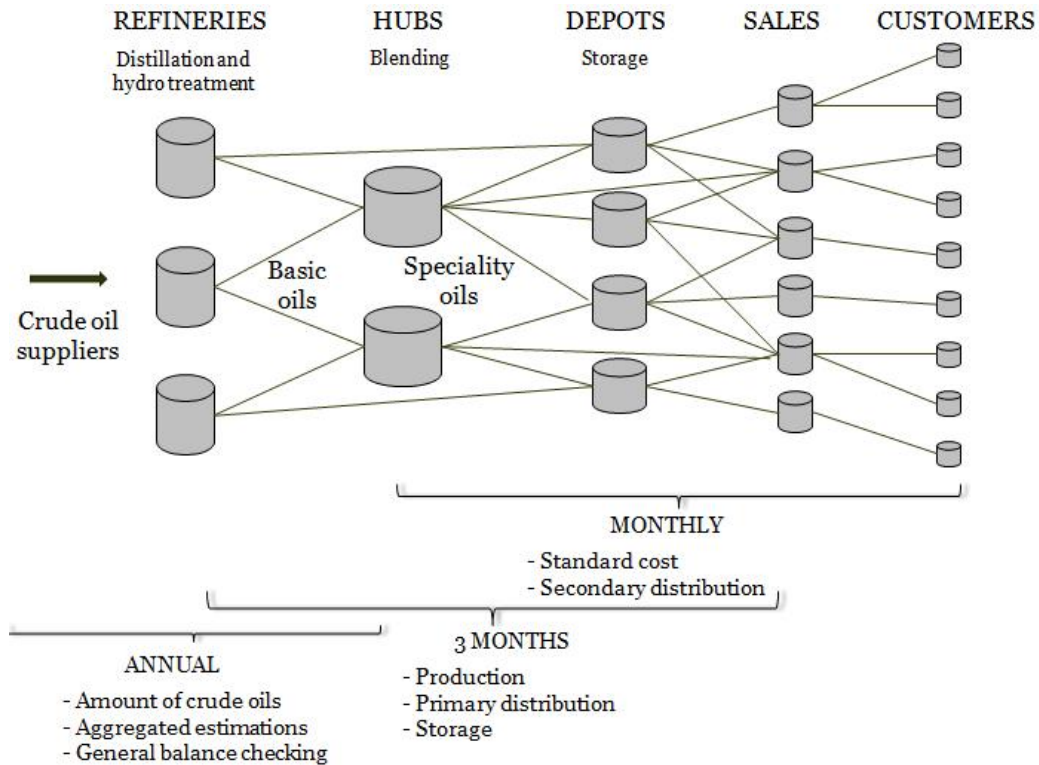 REFINERIES
HUBS
DEPOTS
SALES
CUSTOMERS
Distillation and
hydro treatment
Blending
Storage
Crude oil
suppliers
Basic
oils
Speciality
oils
MONTHLY
- Standard cost
- Secondary distribution
3 MONTHS
- Production
- Primary distribution
- Storage
ANNUAL
- Amount of crude oils
- Aggregated estimations
- General balance checking